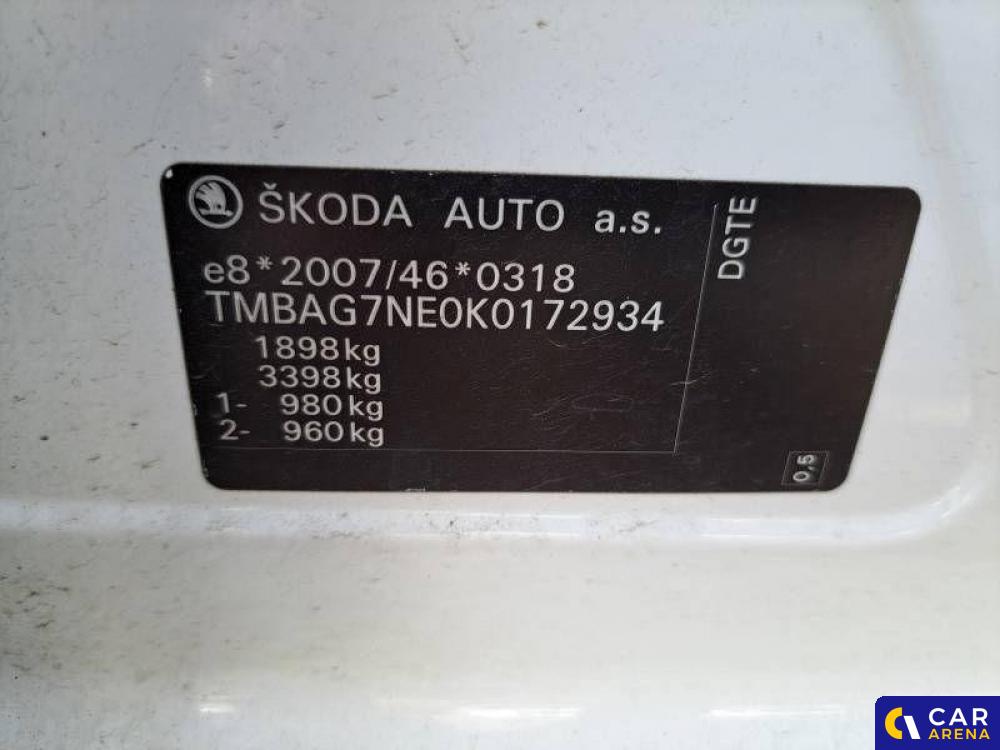 ŠKODA AUTO a.s.
e8*2007/46*0318
TMBAG7NE0K0172934
1898kg
3398kg
1- 980kg
2- 960kg
DGTE
0,5
CAR
ARENA